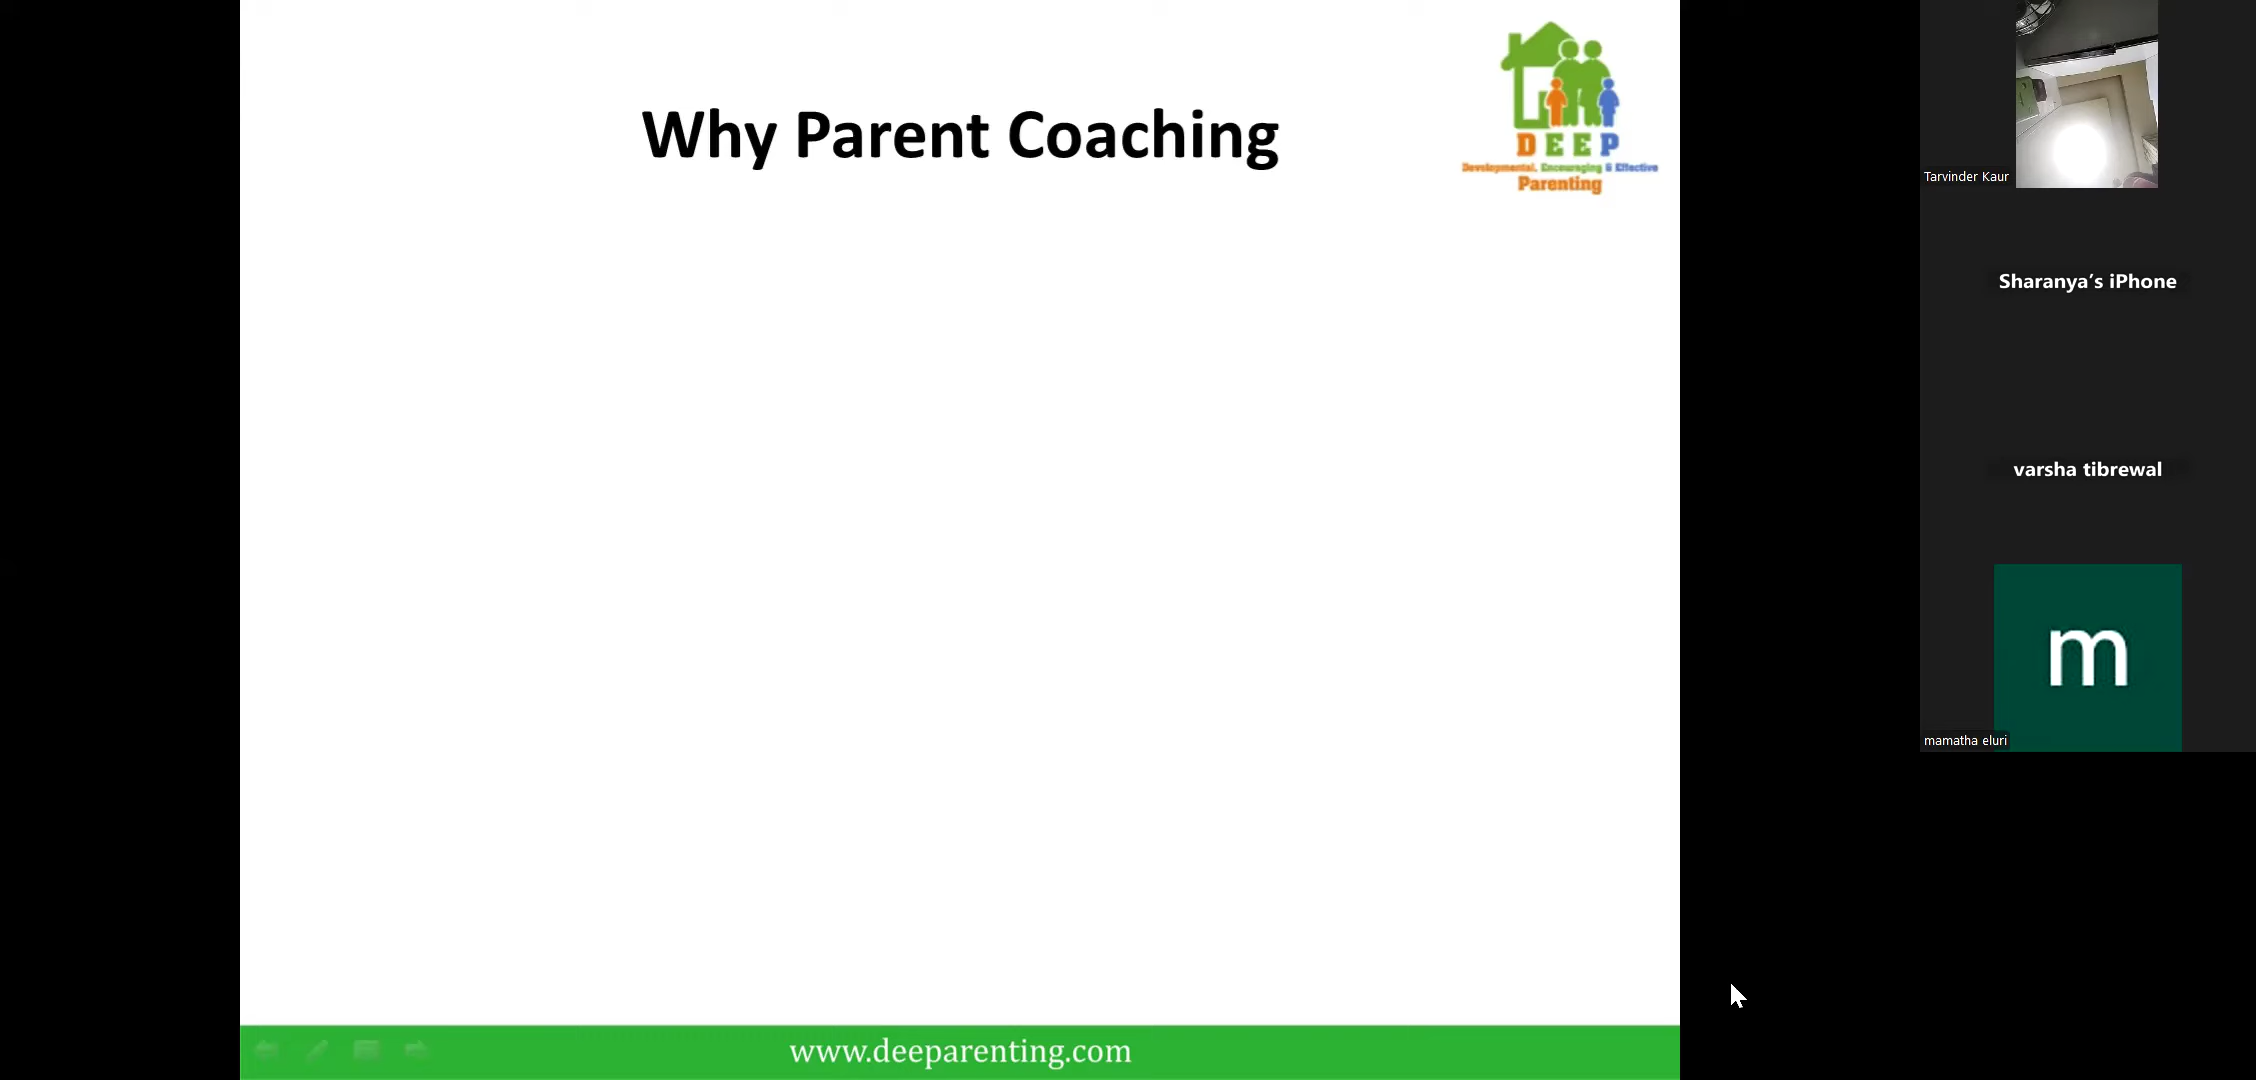 Why Parent Coaching
DEEP
Developmental, Encouraging & Effective
Parenting
www.deeparenting.com
Tarvinder Kaur
Sharanya’s iPhone
varsha tibrewal
m
mamatha eluri